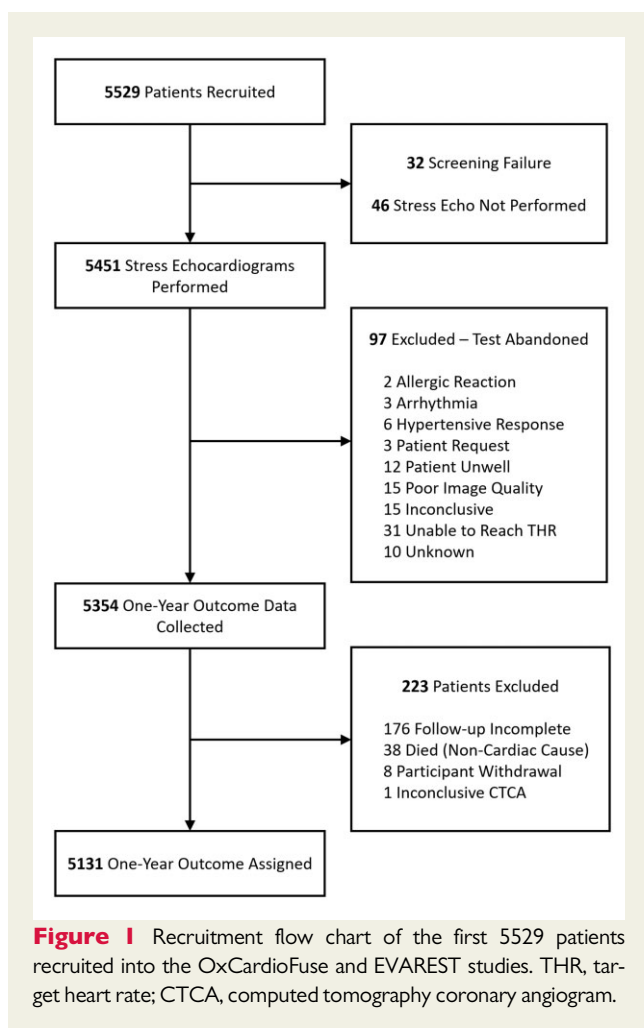 5529 Patients Recruited
32 Screening Failure
46 Stress Echo Not Performed
5451 Stress Echocardiograms
Performed
97 Excluded – Test Abandoned
2 Allergic Reaction
3 Arrhythmia
6 Hypertensive Response
3 Patient Request
12 Patient Unwell
15 Poor Image Quality
15 Inconclusive
31 Unable to Reach THR
10 Unknown
5354 One-Year Outcome Data
Collected
223 Patients Excluded
176 Follow-up Incomplete
38 Died (Non-Cardiac Cause)
8 Participant Withdrawal
1 Inconclusive CTCA
5131 One-Year Outcome Assigned
Figure 1 Recruitment flow chart of the first 5529 patients
recruited into the OxCardioFuse and EVAREST studies. THR, tar-
get heart rate; CTCA, computed tomography coronary angiogram.